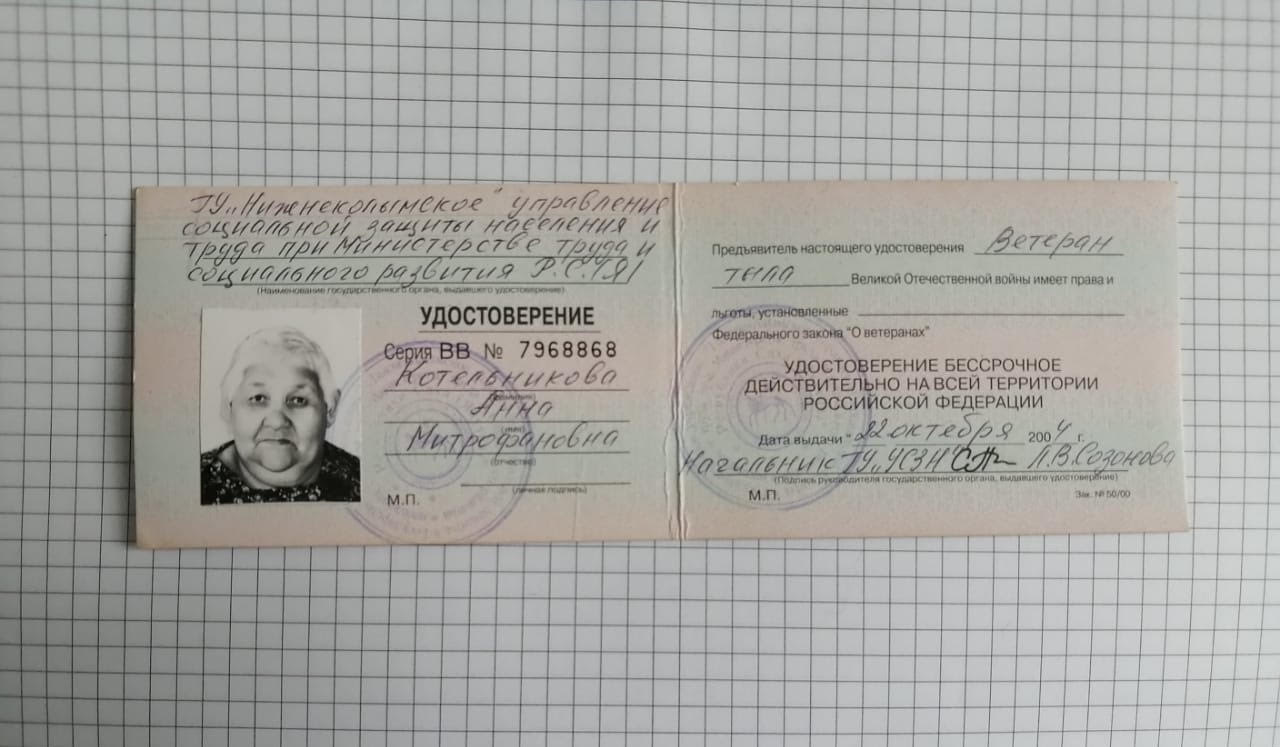 ГУ „Нижнеколымское" управление
социальной защиты населения и
труда при Министерстве труда и
социального развития Р.С.(Я)
(Наименование государственного органа, выдавшего удостоверение)
УДОСТОВЕРЕНИЕ
Серия ВВ № 7968868
Котельникова
(фамилия)
Анна
(имя)
Митрофановна
(отчество)
(личная подпись)
М.П.
Предъявитель настоящего удостоверения Ветеран
тыла Великой Отечественной войны имеет права и
льготы, установленные
Федерального закона "О ветеранах"
УДОСТОВЕРЕНИЕ БЕССРОЧНОЕ
ДЕЙСТВИТЕЛЬНО НА ВСЕЙ ТЕРРИТОРИИ
РОССИЙСКОЙ ФЕДЕРАЦИИ
Дата выдачи "22 октября 2004 г.
Начальник ГУ „УСЗН Л.В.Созонова
(Подпись руководителя государственного органа, выдавшего удостоверение)
М.П.
Зак. № 50/00